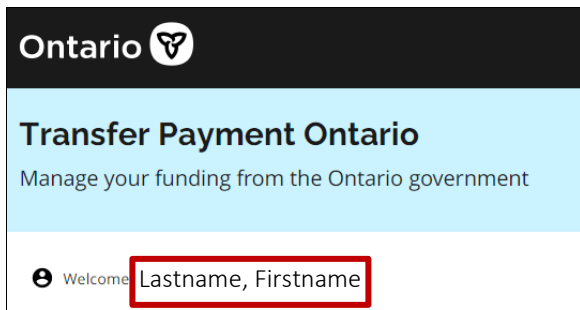 Ontario
Transfer Payment Ontario
Manage your funding from the Ontario government
Welcome Lastname, Firstname